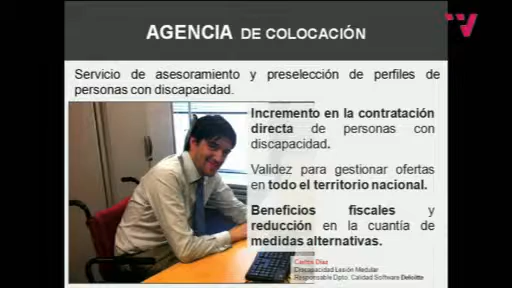 AGENCIA DE COLOCACIÓN
Servicio de asesoramiento y preselección de perfiles de
personas con discapacidad.
Incremento en la contratación
directa de personas con
discapacidad.
Validez para gestionar ofertas
en todo el territorio nacional.
Beneficios fiscales y
reducción en la cuantía de
medidas alternativas.
Carlos Díaz
Discapacidad Lesión Medular
Responsable Dpto. Calidad Software Deloitte